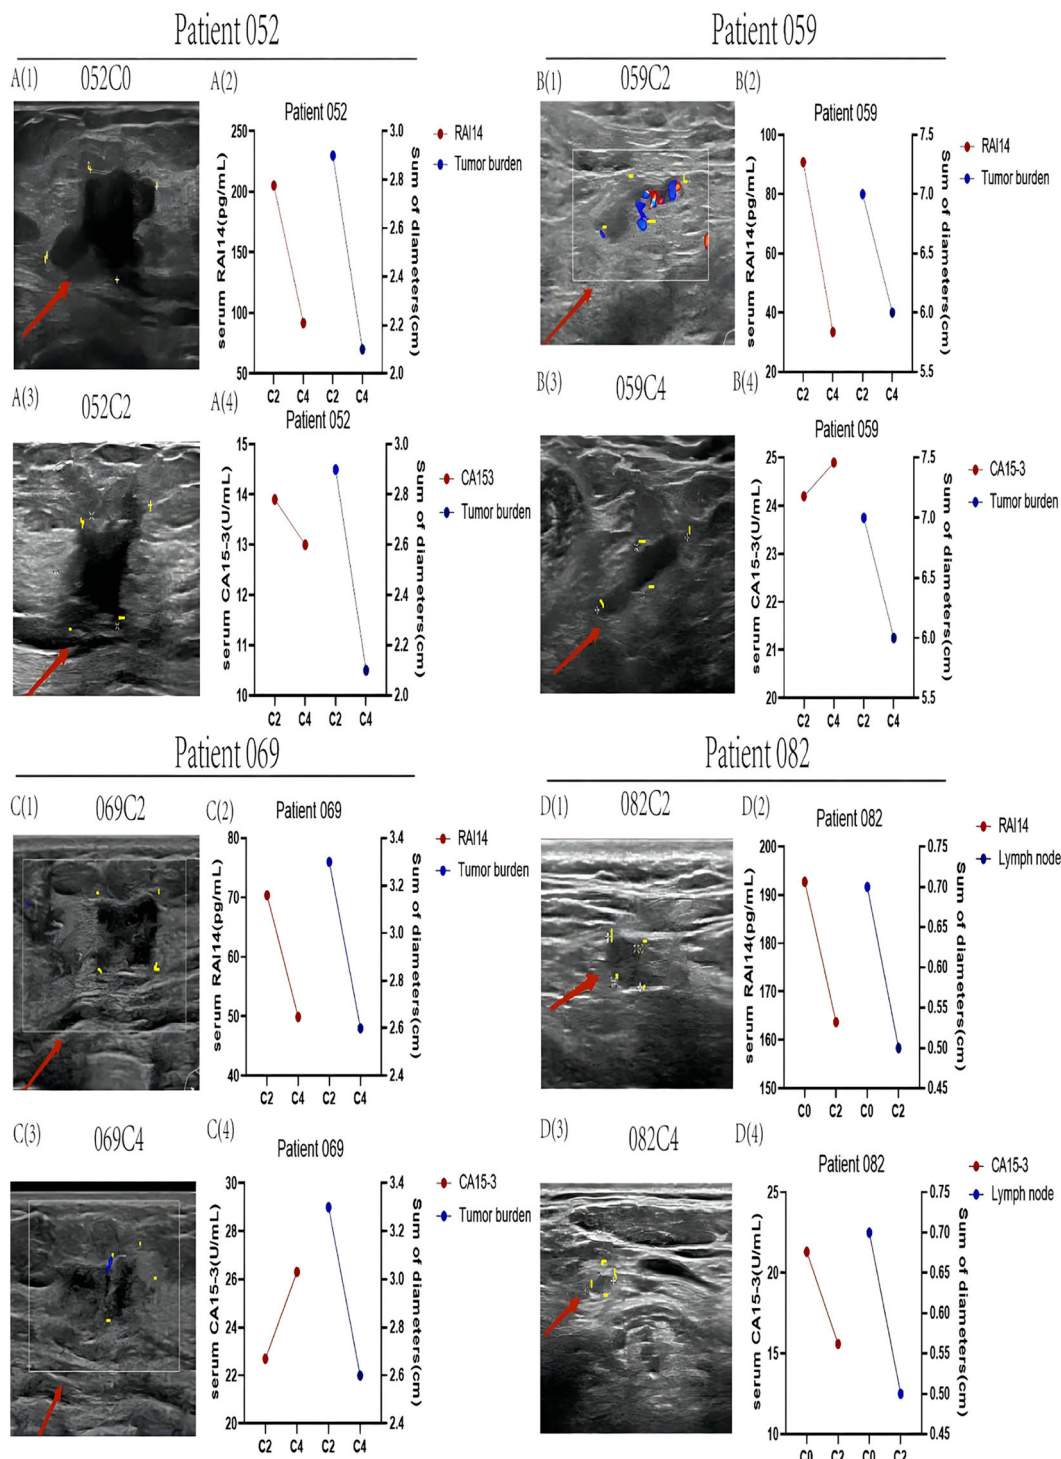 Patient 052
A(1) 052C0 A(2)
Patient 052
serum RAI14(pg/mL)
250
200
150
100
50
3.0
2.8
2.6
2.4
2.2
2.0
Sum of diameters(cm)
C2 C4 C2 C4
RAI14
Tumor burden
A(3) 052C2 A(4)
Patient 052
serum CA15-3(U/mL)
15
14
13
12
11
10
3.0
2.8
2.6
2.4
2.2
2.0
Sum of diameters(cm)
C2 C4 C2 C4
CA153
Tumor burden
Patient 059
B(1) 059C2 B(2)
Patient 059
serum RAI14(pg/mL)
100
80
60
40
20
7.5
7.0
6.5
6.0
5.5
Sum of diameters(cm)
C2 C4 C2 C4
RAI14
Tumor burden
B(3) 059C4 B(4)
Patient 059
serum CA15-3(U/mL)
25
24
23
22
21
20
7.5
7.0
6.5
6.0
5.5
Sum of diameters(cm)
C2 C4 C2 C4
CA15-3
Tumor burden
Patient 069
C(1) 069C2 C(2)
Patient 069
serum RAI14(pg/mL)
80
70
60
50
40
3.4
3.2
3.0
2.8
2.6
2.4
Sum of diameters(cm)
C2 C4 C2 C4
RAI14
Tumor burden
C(3) 069C4 C(4)
Patient 069
serum CA15-3(U/mL)
30
28
26
24
22
20
3.4
3.2
3.0
2.8
2.6
2.4
Sum of diameters(cm)
C2 C4 C2 C4
CA15-3
Tumor burden
Patient 082
D(1) 082C2 D(2)
Patient 082
serum RAI14(pg/mL)
200
190
180
170
160
150
0.75
0.70
0.65
0.60
0.55
0.50
0.45
Sum of diameters(cm)
C0 C2 C0 C2
RAI14
Lymph node
D(3) 082C4 D(4)
Patient 082
serum CA15-3(U/mL)
25
20
15
10
0.75
0.70
0.65
0.60
0.55
0.50
0.45
Sum of diameters(cm)
C0 C2 C0 C2
CA15-3
Lymph node